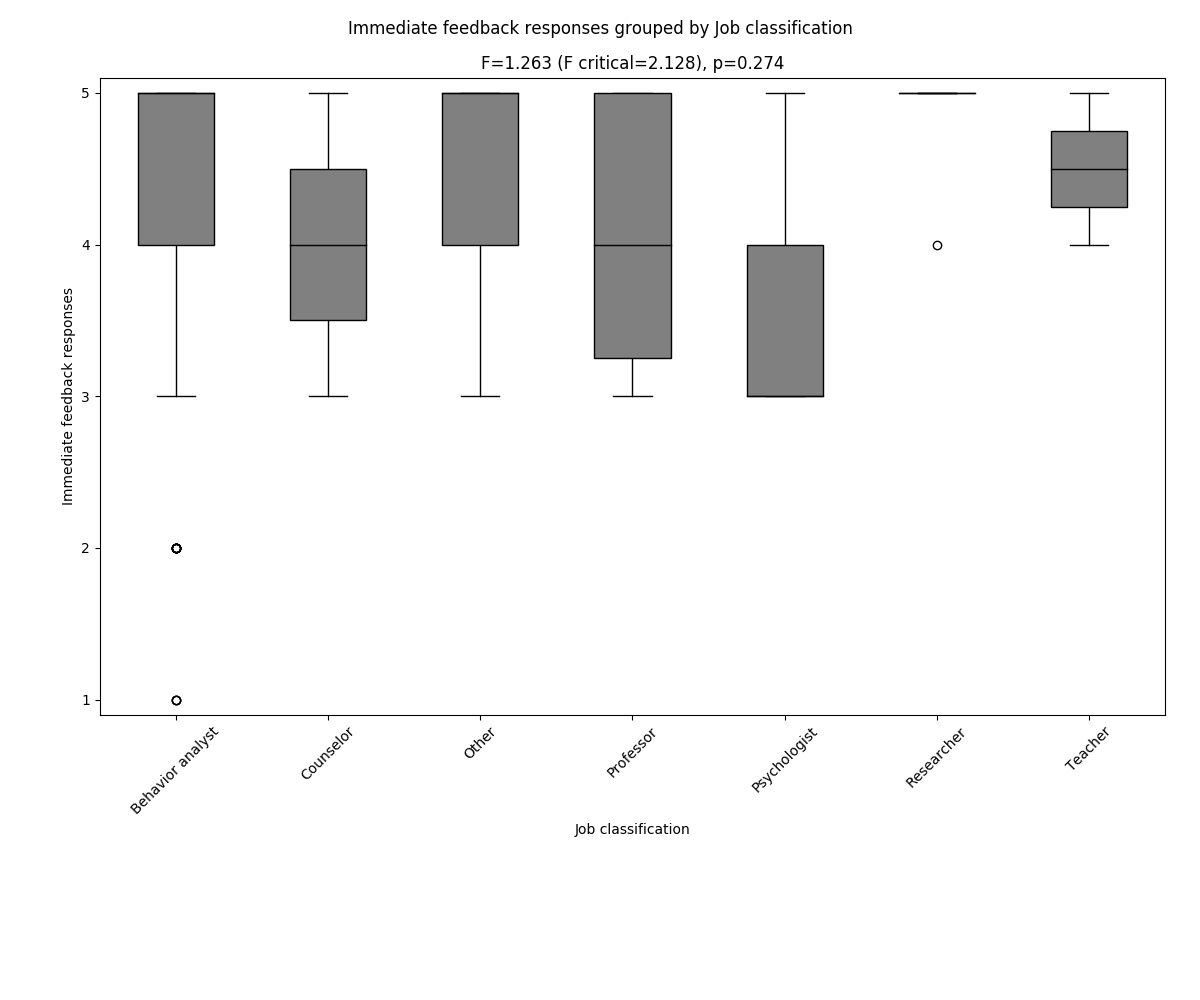 Immediate feedback responses grouped by Job classification
F=1.263 (F critical=2.128), p=0.274
Immediate feedback responses
5
4
3
2
1
Behavior analyst
Counselor
Other
Professor
Psychologist
Researcher
Teacher
Job classification